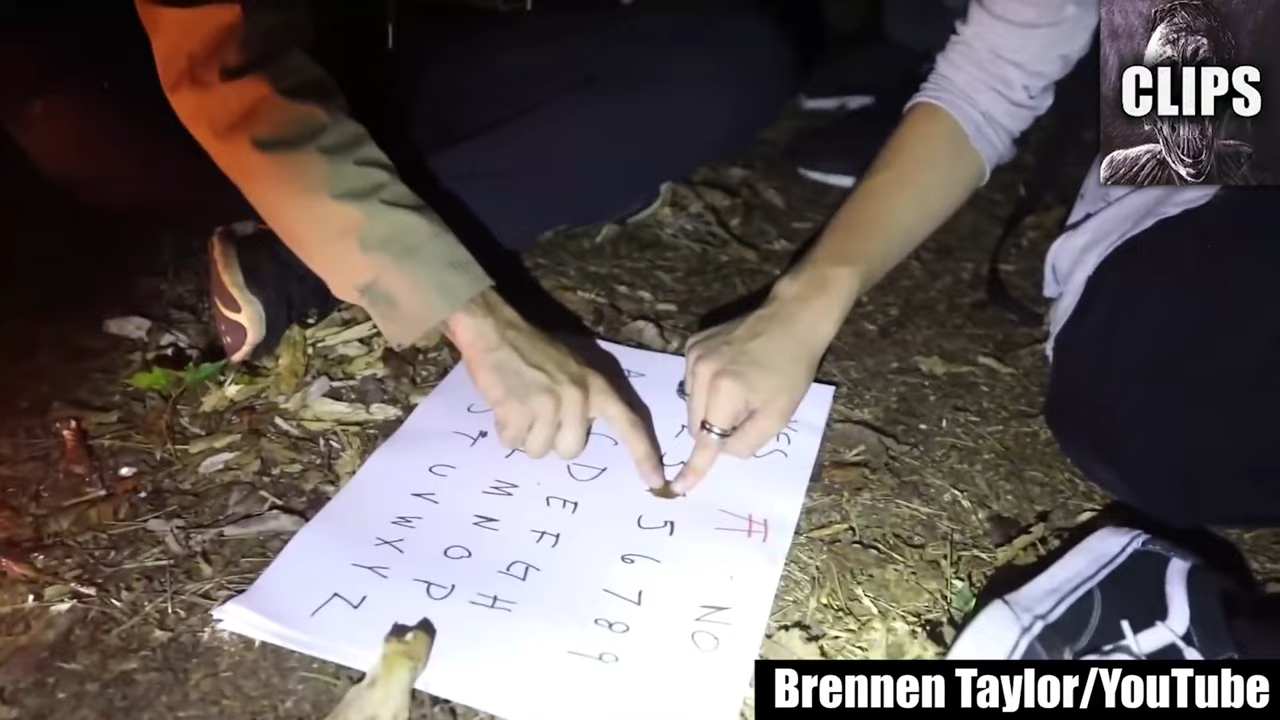 CLIPS
YES NO
5 6 7 8 9
A C D E F G H
M N O P
S T U V W X Y Z
Brennen Taylor/YouTube